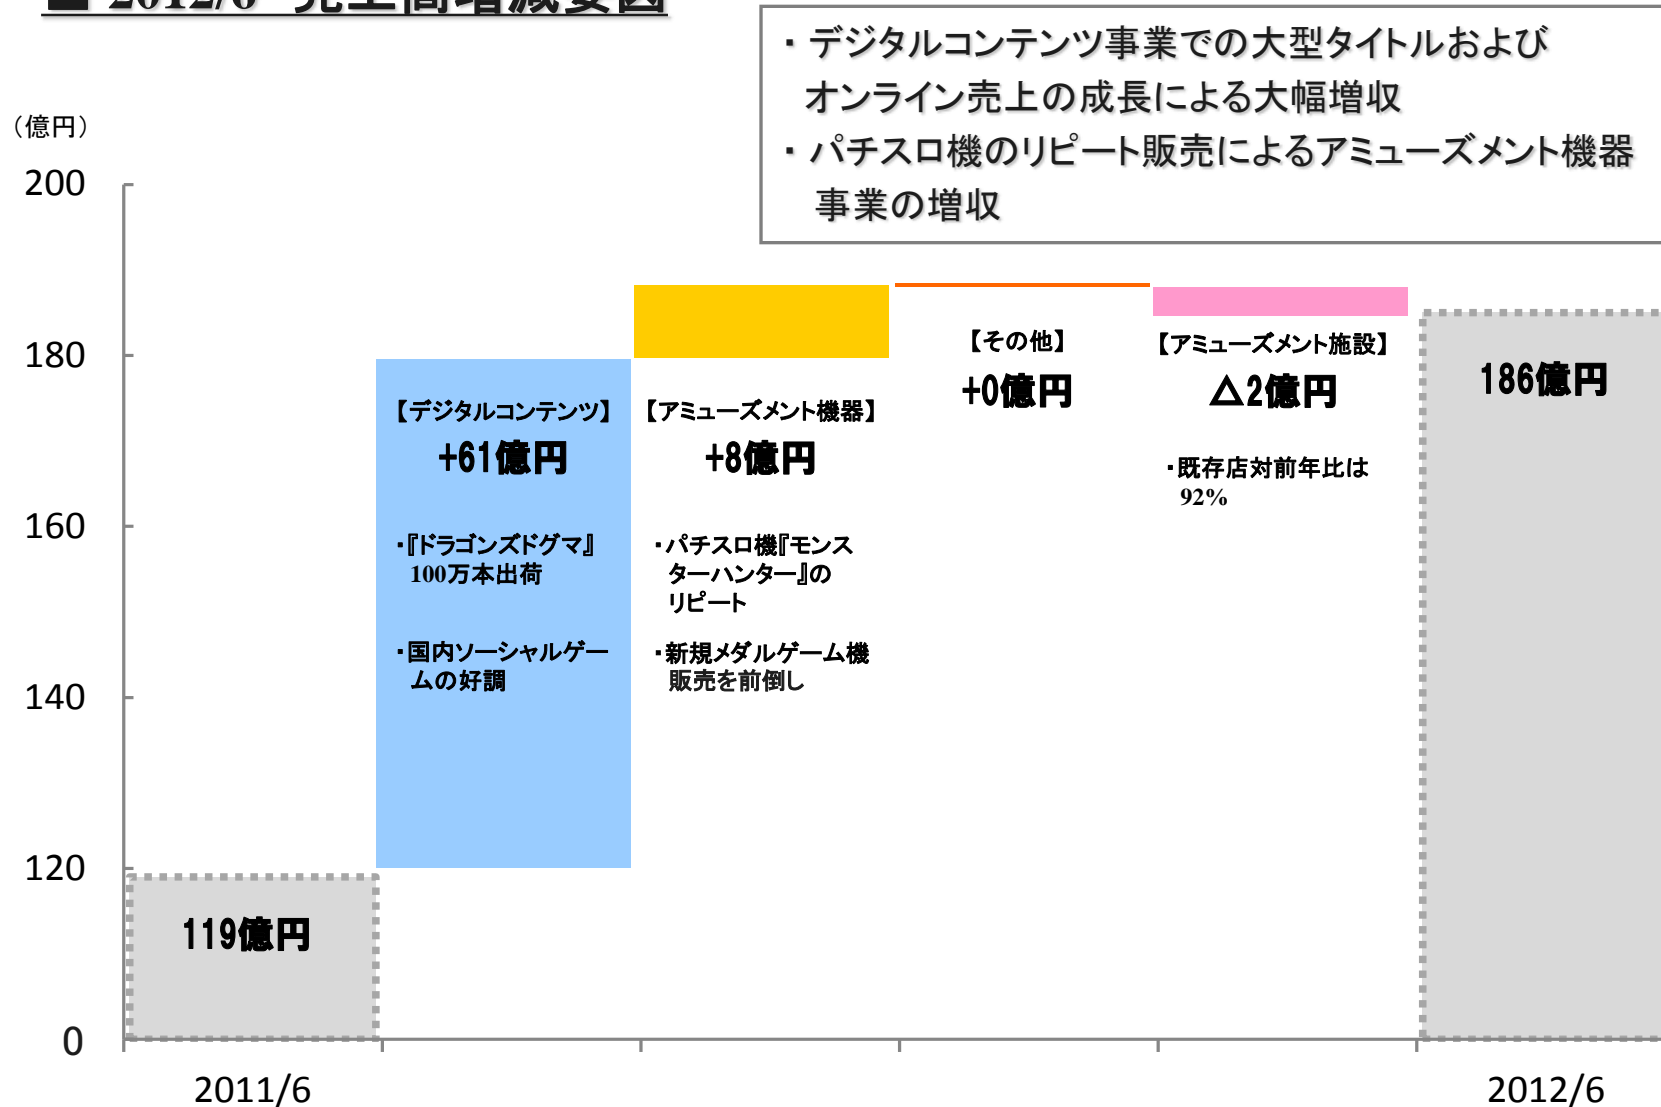 ■ 2012/6 売上高増減要因
・デジタルコンテンツ事業での大型タイトルおよび
オンライン売上の成長による大幅増収
・パチスロ機のリピート販売によるアミューズメント機器
事業の増収
（億円）
200
180
160
140
120
0
119億円
【デジタルコンテンツ】
+61億円
・『ドラゴンズドグマ』
100万本出荷
・国内ソーシャルゲー
ムの好調
【アミューズメント機器】
+8億円
・パチスロ機『モンス
ターハンター』の
リピート
・新規メダルゲーム機
販売を前倒し
【その他】
+0億円
【アミューズメント施設】
△2億円
・既存店対前年比は
92%
186億円
2011/6
2012/6